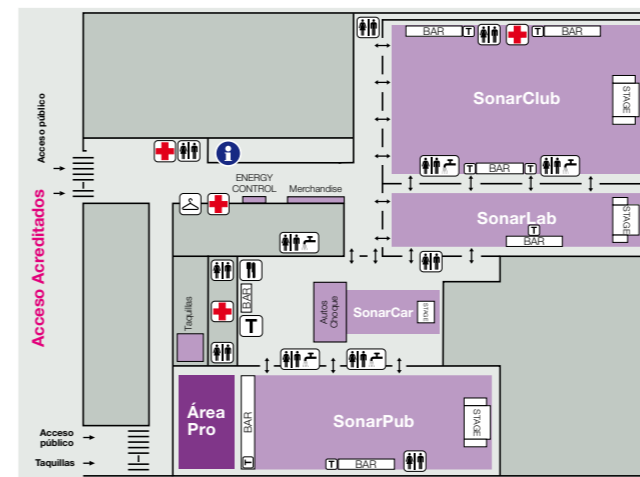 BAR
T
T
BAR
SonarClub
STAGE
Acceso público
i
BAR
T
T
ENERGY
CONTROL
Merchandise
SonarLab
STAGE
T
BAR
Acceso Acreditados
Taquillas
BAR
T
Autos
Choque
SonarCar
STAGE
Área
Pro
BAR
T
SonarPub
STAGE
T
BAR
Acceso
público
Taquillas